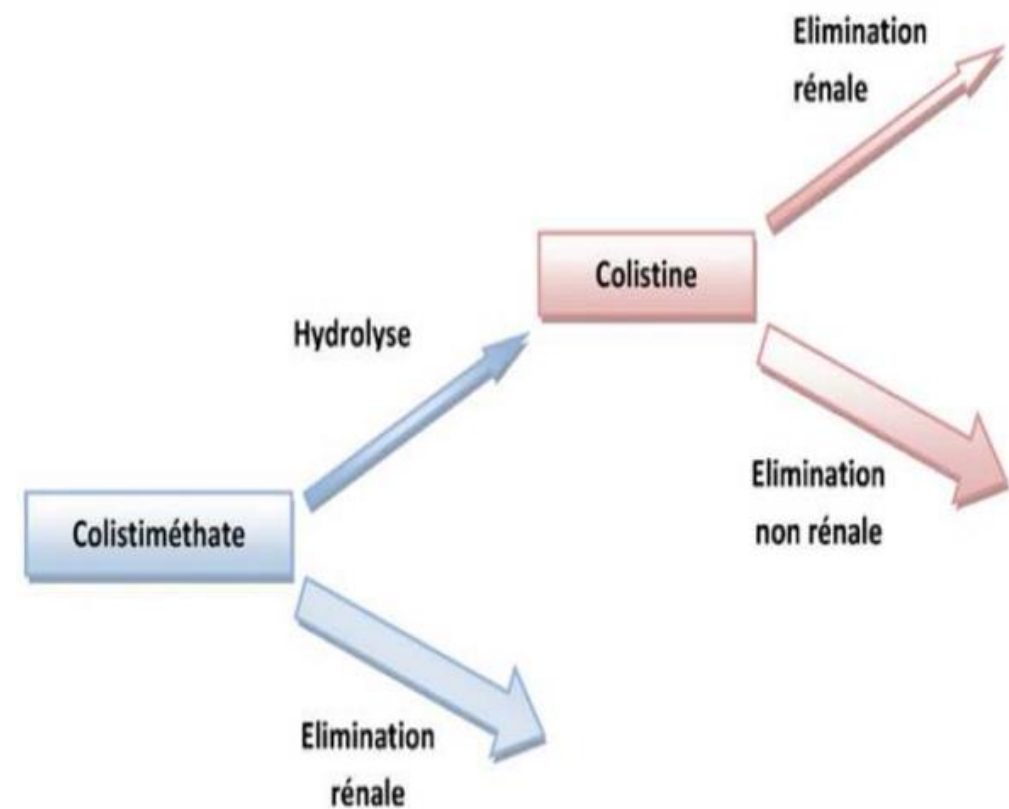 Elimination
rénale
Colistine
Hydrolyse
Elimination
non rénale
Colistiméthate
Elimination
rénale